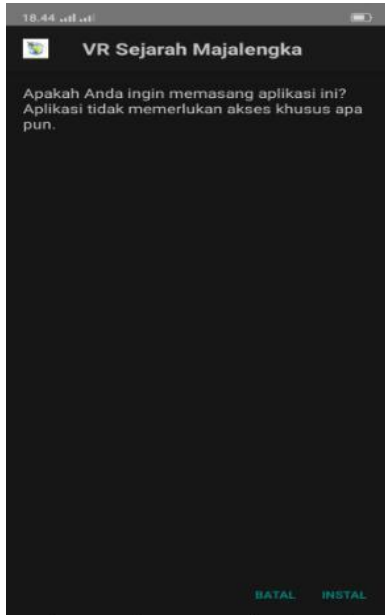 18.44
VR Sejarah Majalengka
Apakah Anda ingin memasang aplikasi ini?
Aplikasi tidak memerlukan akses khusus apa
pun.
BATAL INSTAL